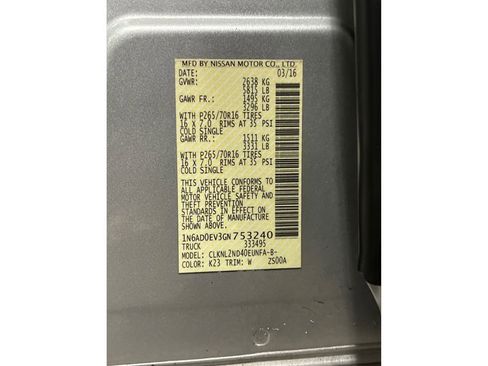 MFD BY NISSAN MOTOR CO., LTD.
DATE: 03/16
GVWR: 2638 KG
5815 LB
GAWR FR.: 1495 KG
3296 LB
WITH P265/70R16 TIRES
16 X 7.0 RIMS AT 35 PSI
COLD SINGLE
GAWR RR.: 1511 KG
3331 LB
WITH P265/70R16 TIRES
16 X 7.0 RIMS AT 35 PSI
COLD SINGLE
THIS VEHICLE CONFORMS TO
ALL APPLICABLE FEDERAL
MOTOR VEHICLE SAFETY AND
THEFT PREVENTION
STANDARDS IN EFFECT ON
THE DATE OF MANUFACTURE
SHOWN ABOVE.
1N6AD0EV3GN753240
TRUCK 333495
MODEL: CLKNL2ND40EUNFA-B-
COLOR: K23 TRIM: W ZS00A